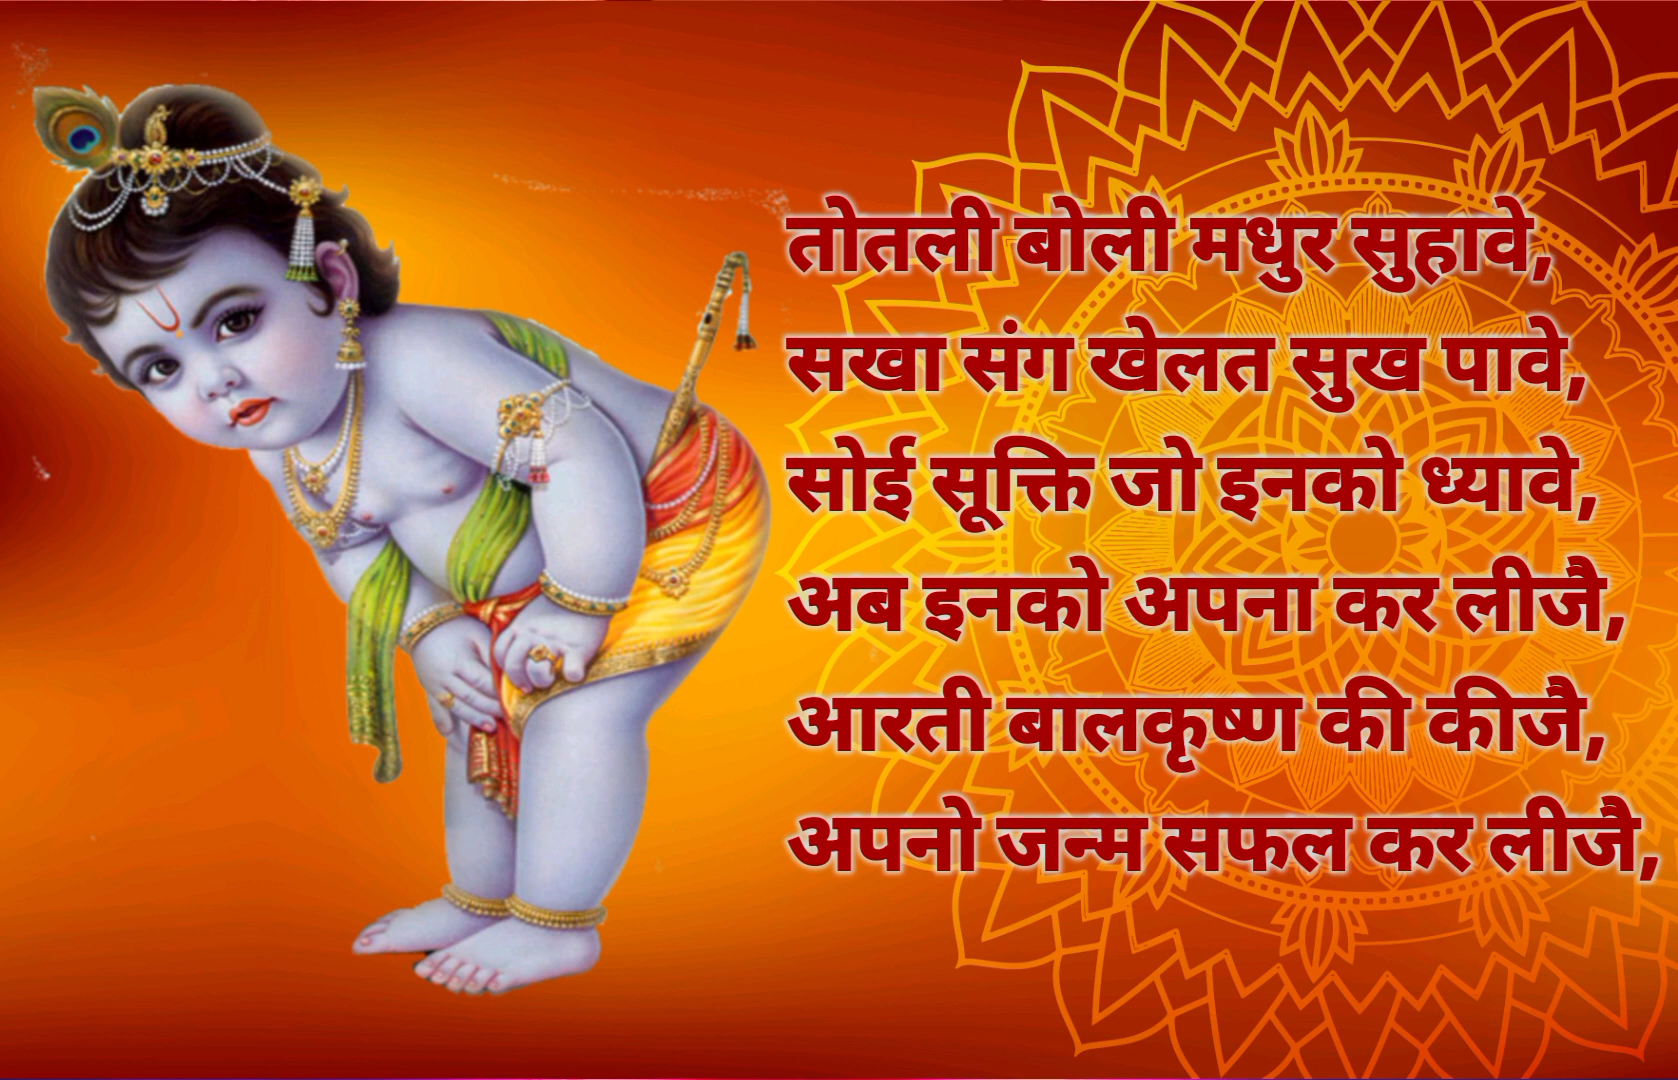 तोतली बोली मधुर सुहावे,
सखा संग खेलत सुख पावे,
सोई सूक्ति जो इनको ध्यावे,
अब इनको अपना कर लीजै,
आरती बालकृष्ण की कीजै,
अपनो जन्म सफल कर लीजै,